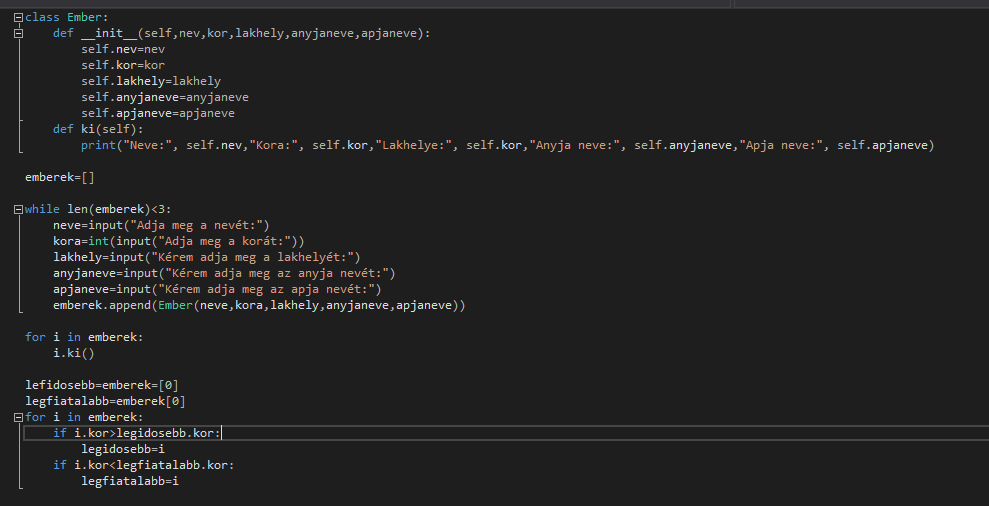 class Ember:
    def __init__(self,nev,kor,lakhely,anyjaneve,apjaneve):
        self.nev=nev
        self.kor=kor
        self.lakhely=lakhely
        self.anyjaneve=anyjaneve
        self.apjaneve=apjaneve
    def ki(self):
        print("Neve:", self.nev,"Kora:", self.kor,"Lakhelye:", self.kor,"Anyja neve:", self.anyjaneve,"Apja neve:", self.apjaneve)

emberek=[]

while len(emberek)<3:
    neve=input("Adja meg a nevét:")
    kora=int(input("Adja meg a korát:"))
    lakhely=input("Kérem adja meg a lakhelyét:")
    anyjaneve=input("Kérem adja meg az anyja nevét:")
    apjaneve=input("Kérem adja meg az apja nevét:")
    emberek.append(Ember(neve,kora,lakhely,anyjaneve,apjaneve))

for i in emberek:
    i.ki()

lefidosebb=emberek=[0]
legfiatalabb=emberek[0]
for i in emberek:
    if i.kor>legidosebb.kor:
        legidosebb=i
    if i.kor<legfiatalabb.kor:
        legfiatalabb=i